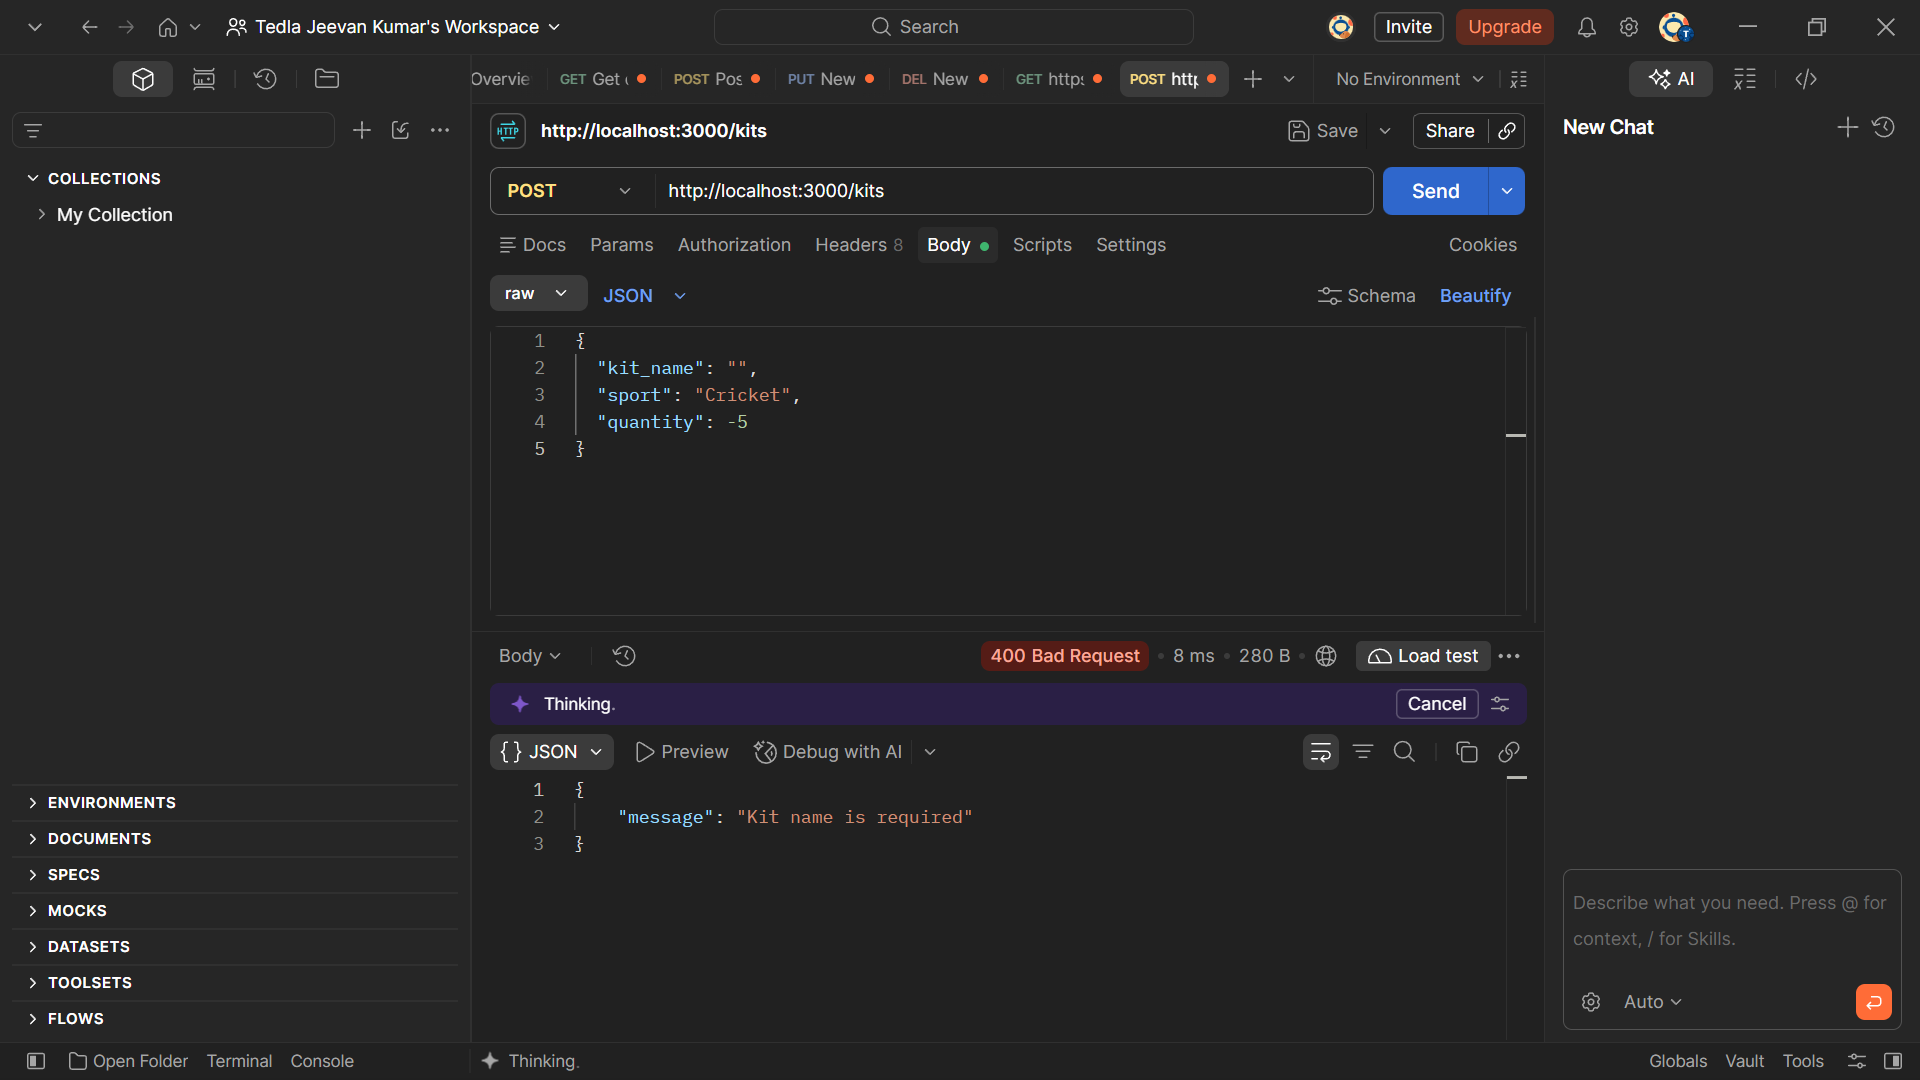 Tedla Jeevan Kumar's Workspace
Search
Invite
Upgrade
T
Overvie
GET Get
POST Pos
PUT New
DEL New
GET https
POST http
No Environment
AI
HTTP
http://localhost:3000/kits
Save
Share
New Chat
COLLECTIONS
My Collection
POST
http://localhost:3000/kits
Send
Docs
Params
Authorization
Headers 8
Body
Scripts
Settings
Cookies
raw
JSON
Schema
Beautify
1 {
2 "kit_name": "",
3 "sport": "Cricket",
4 "quantity": -5
5 }
Body
400 Bad Request
8 ms
280 B
Load test
Thinking.
Cancel
{} JSON
Preview
Debug with AI
1 {
2 "message": "Kit name is required"
3 }
ENVIRONMENTS
DOCUMENTS
SPECS
MOCKS
DATASETS
TOOLSETS
FLOWS
Describe what you need. Press @ for
context, / for Skills.
Auto
Open Folder
Terminal
Console
Thinking.
Globals
Vault
Tools